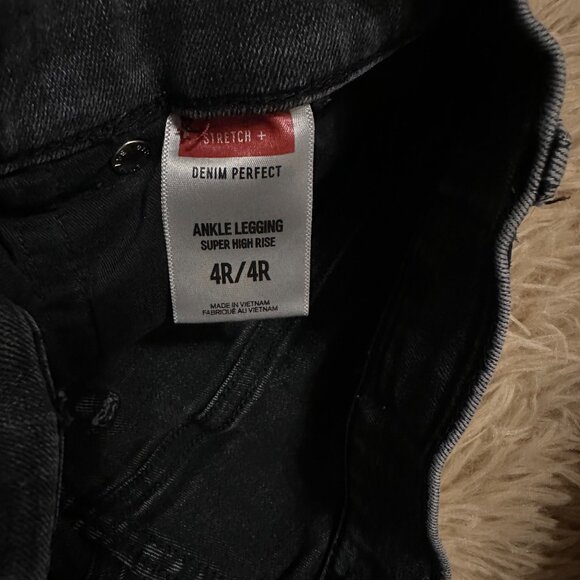 STRETCH +
DENIM PERFECT
ANKLE LEGGING
SUPER HIGH RISE
4R/4R
MADE IN VIETNAM
FABRIQUÉ AU VIETNAM